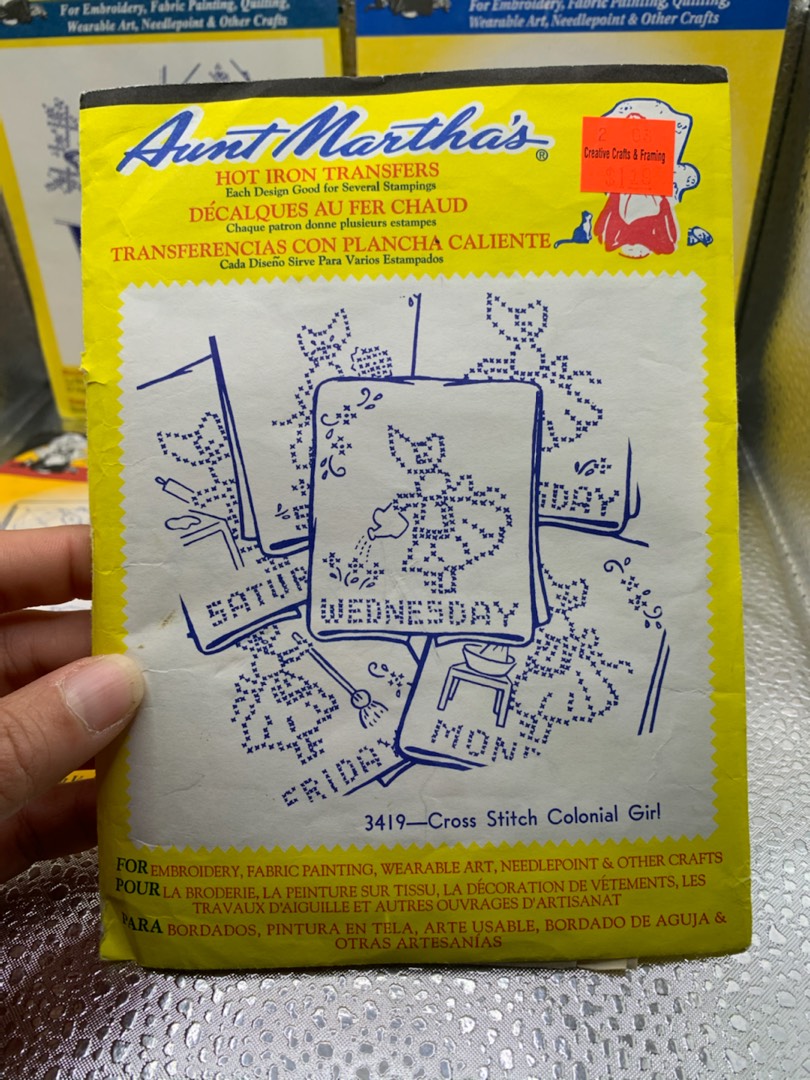 For Embroidery, Fabric Painting, Quilting,
Wearable Art, Needlepoint & Other Crafts
For Embroidery, Fabric Painting, Quilting,
Wearable Art, Needlepoint & Other Crafts
Aunt Martha's®
HOT IRON TRANSFERS
Each Design Good for Several Stampings
DÉCALQUES AU FER CHAUD
Chaque patron donne plusieurs estampes
TRANSFERENCIAS CON PLANCHA CALIENTE
Cada Diseño Sirve Para Varios Estampados
Creative Crafts & Framing
SDAY
SATUR
WEDNESDAY
MON
FRIDAY
3419—Cross Stitch Colonial Girl
FOR EMBROIDERY, FABRIC PAINTING, WEARABLE ART, NEEDLEPOINT & OTHER CRAFTS
POUR LA BRODERIE, LA PEINTURE SUR TISSU, LA DÉCORATION DE VÉTEMENTS, LES
TRAVAUX D'AIGUILLE ET AUTRES OUVRAGES D'ARTISANAT
PARA BORDADOS, PINTURA EN TELA, ARTE USABLE, BORDADO DE AGUJA &
OTRAS ARTESANÍAS